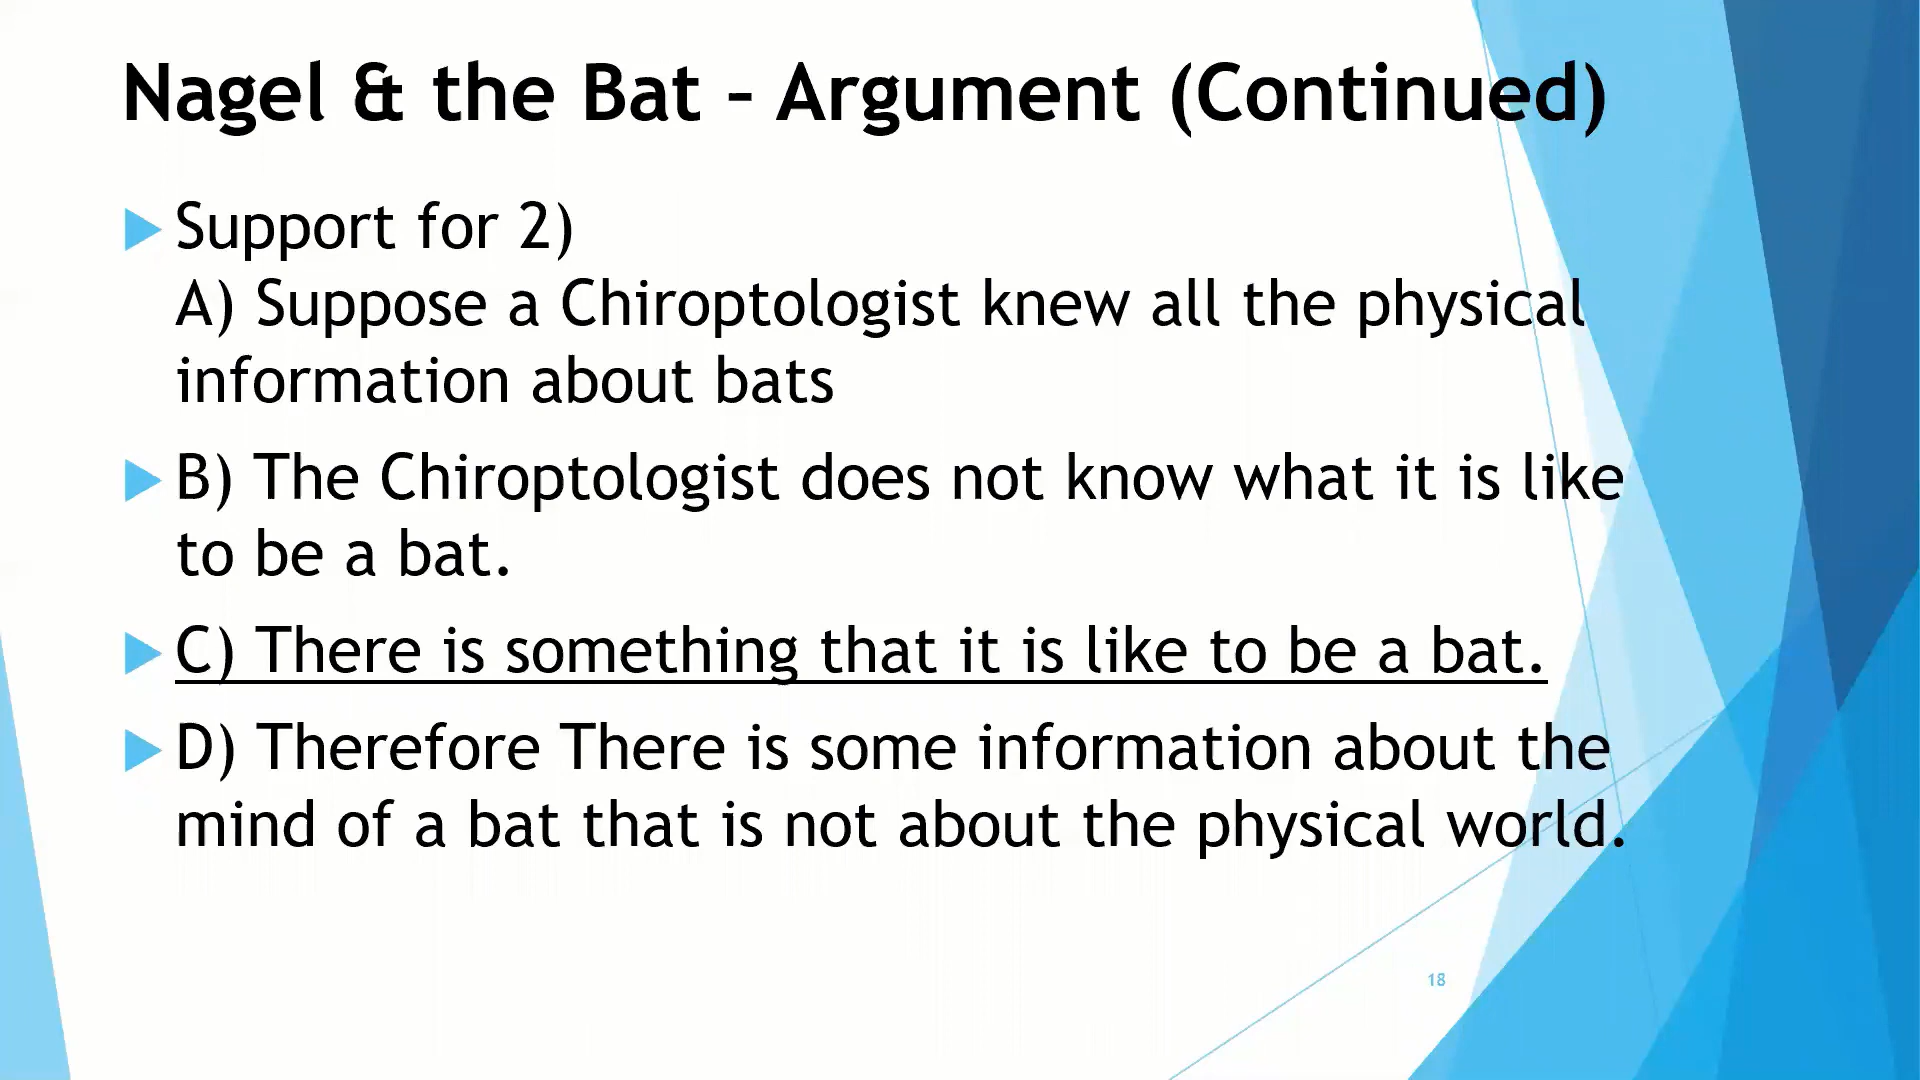 Nagel & the Bat – Argument (Continued)
Support for 2)
A) Suppose a Chiroptologist knew all the physical
information about bats
B) The Chiroptologist does not know what it is like
to be a bat.
C) There is something that it is like to be a bat.
D) Therefore There is some information about the
mind of a bat that is not about the physical world.
18